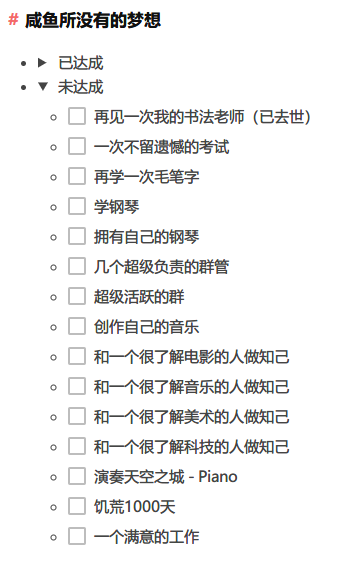 # 咸鱼所没有的梦想
已达成
未达成
再见一次我的书法老师（已去世）
一次不留遗憾的考试
再学一次毛笔字
学钢琴
拥有自己的钢琴
几个超级负责的群管
超级活跃的群
创作自己的音乐
和一个很了解电影的人做知己
和一个很了解音乐的人做知己
和一个很了解美术的人做知己
和一个很了解科技的人做知己
演奏天空之城 - Piano
饥荒1000天
一个满意的工作